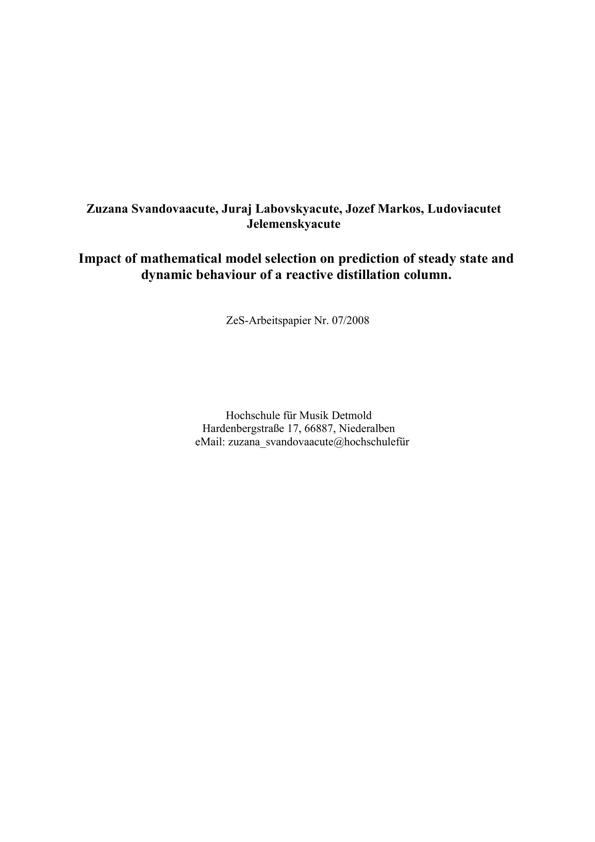 Zuzana Svandovaacute, Juraj Labovskyacute, Jozef Markos, Ludoviacutet
Jelemenskyacute
Impact of mathematical model selection on prediction of steady state and
dynamic behaviour of a reactive distillation column.
ZeS-Arbeitspapier Nr. 07/2008
Hochschule für Musik Detmold
Hardenbergstraße 17, 66887, Niederalben
eMail: zuzana_svandovaacute@hochschulefür